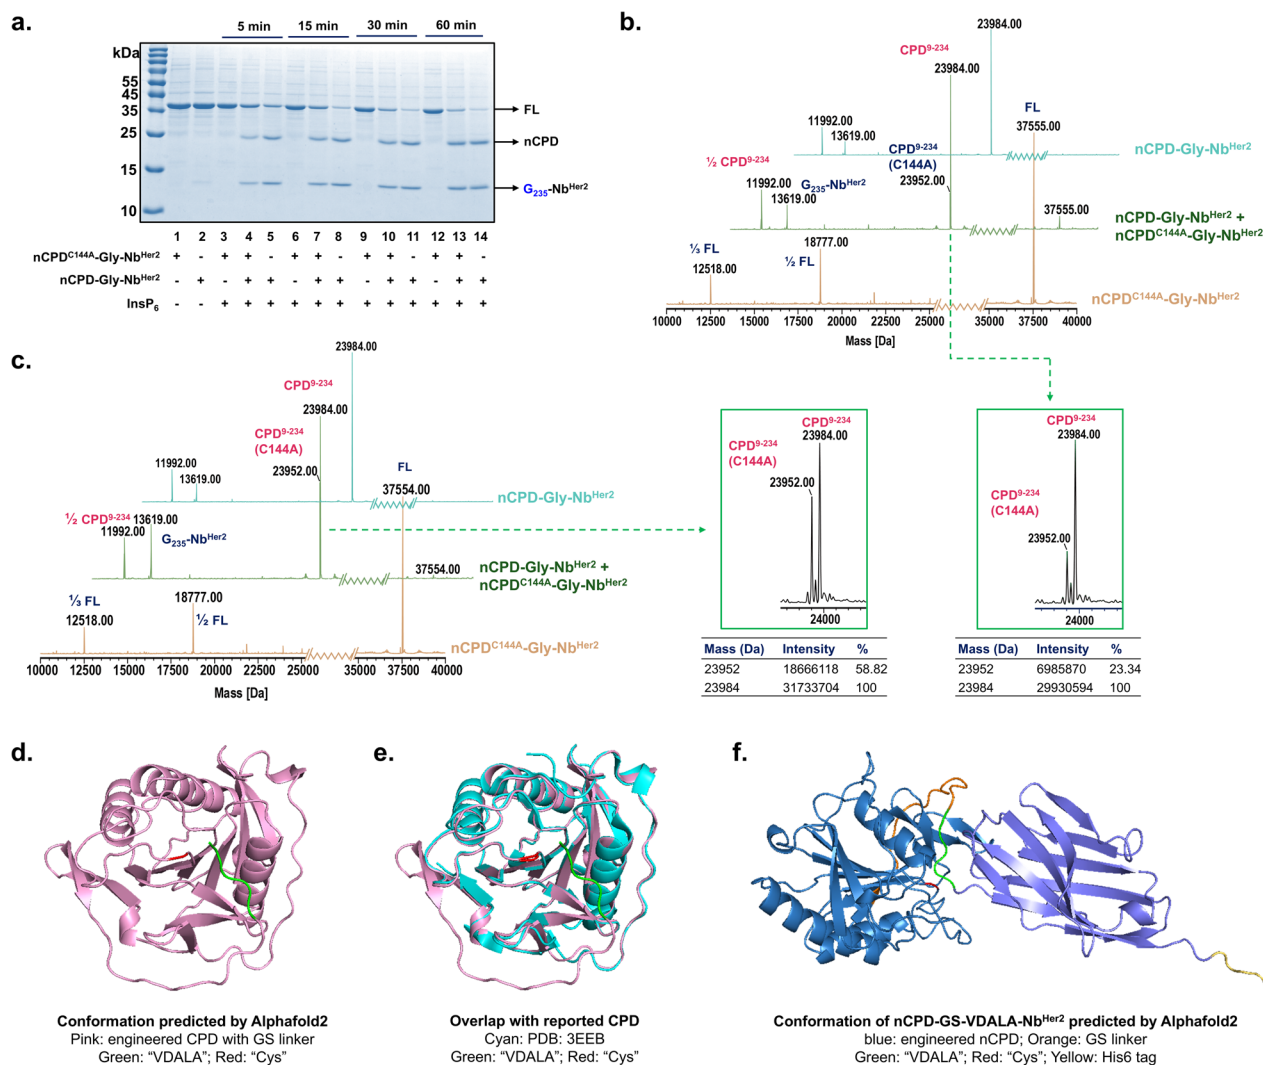 a.
5 min 15 min 30 min 60 min
kDa
55
45
35
25
15
10
FL
nCPD
G235-NbHer2
1 2 3 4 5 6 7 8 9 10 11 12 13 14
nCPDC144A-Gly-NbHer2 + - + + - + + - + + - + + -
nCPD-Gly-NbHer2 - + - + + - + + - + + - + +
InsP6 - - + + + + + + + + + + + +
b.
23984.00
CPD9-234
23984.00
FL
37555.00
11992.00
13619.00
CPD9-234
(C144A)
nCPD-Gly-NbHer2
½ CPD9-234
11992.00
G235-NbHer2
13619.00
23952.00
37555.00
nCPD-Gly-NbHer2 +
nCPDC144A-Gly-NbHer2
18777.00
⅓ FL
½ FL
12518.00
nCPDC144A-Gly-NbHer2
10000 12500 15000 17500 20000 22500 25000 35000 37500 40000
Mass [Da]
c.
23984.00
CPD9-234
23984.00
CPD9-234
(C144A)
23952.00
11992.00
13619.00
FL
37554.00
nCPD-Gly-NbHer2
½ CPD9-234
13619.00
11992.00
G235-NbHer2
37554.00
nCPD-Gly-NbHer2 +
nCPDC144A-Gly-NbHer2
⅓ FL
12518.00
18777.00
½ FL
nCPDC144A-Gly-NbHer2
10000 12500 15000 17500 20000 22500 25000 35000 37500 40000
Mass [Da]
CPD9-234
23984.00
CPD9-234
(C144A)
23952.00
24000
Mass (Da) Intensity %
23952 18666118 58.82
23984 31733704 100
CPD9-234
23984.00
CPD9-234
(C144A)
23952.00
24000
Mass (Da) Intensity %
23952 6985870 23.34
23984 29930594 100
d.
Conformation predicted by Alphafold2
Pink: engineered CPD with GS linker
Green: “VDALA”; Red: “Cys”
e.
Overlap with reported CPD
Cyan: PDB: 3EEB
Green: “VDALA”; Red: “Cys”
f.
Conformation of nCPD-GS-VDALA-NbHer2 predicted by Alphafold2
blue: engineered nCPD; Orange: GS linker
Green: “VDALA”; Red: “Cys”; Yellow: His6 tag